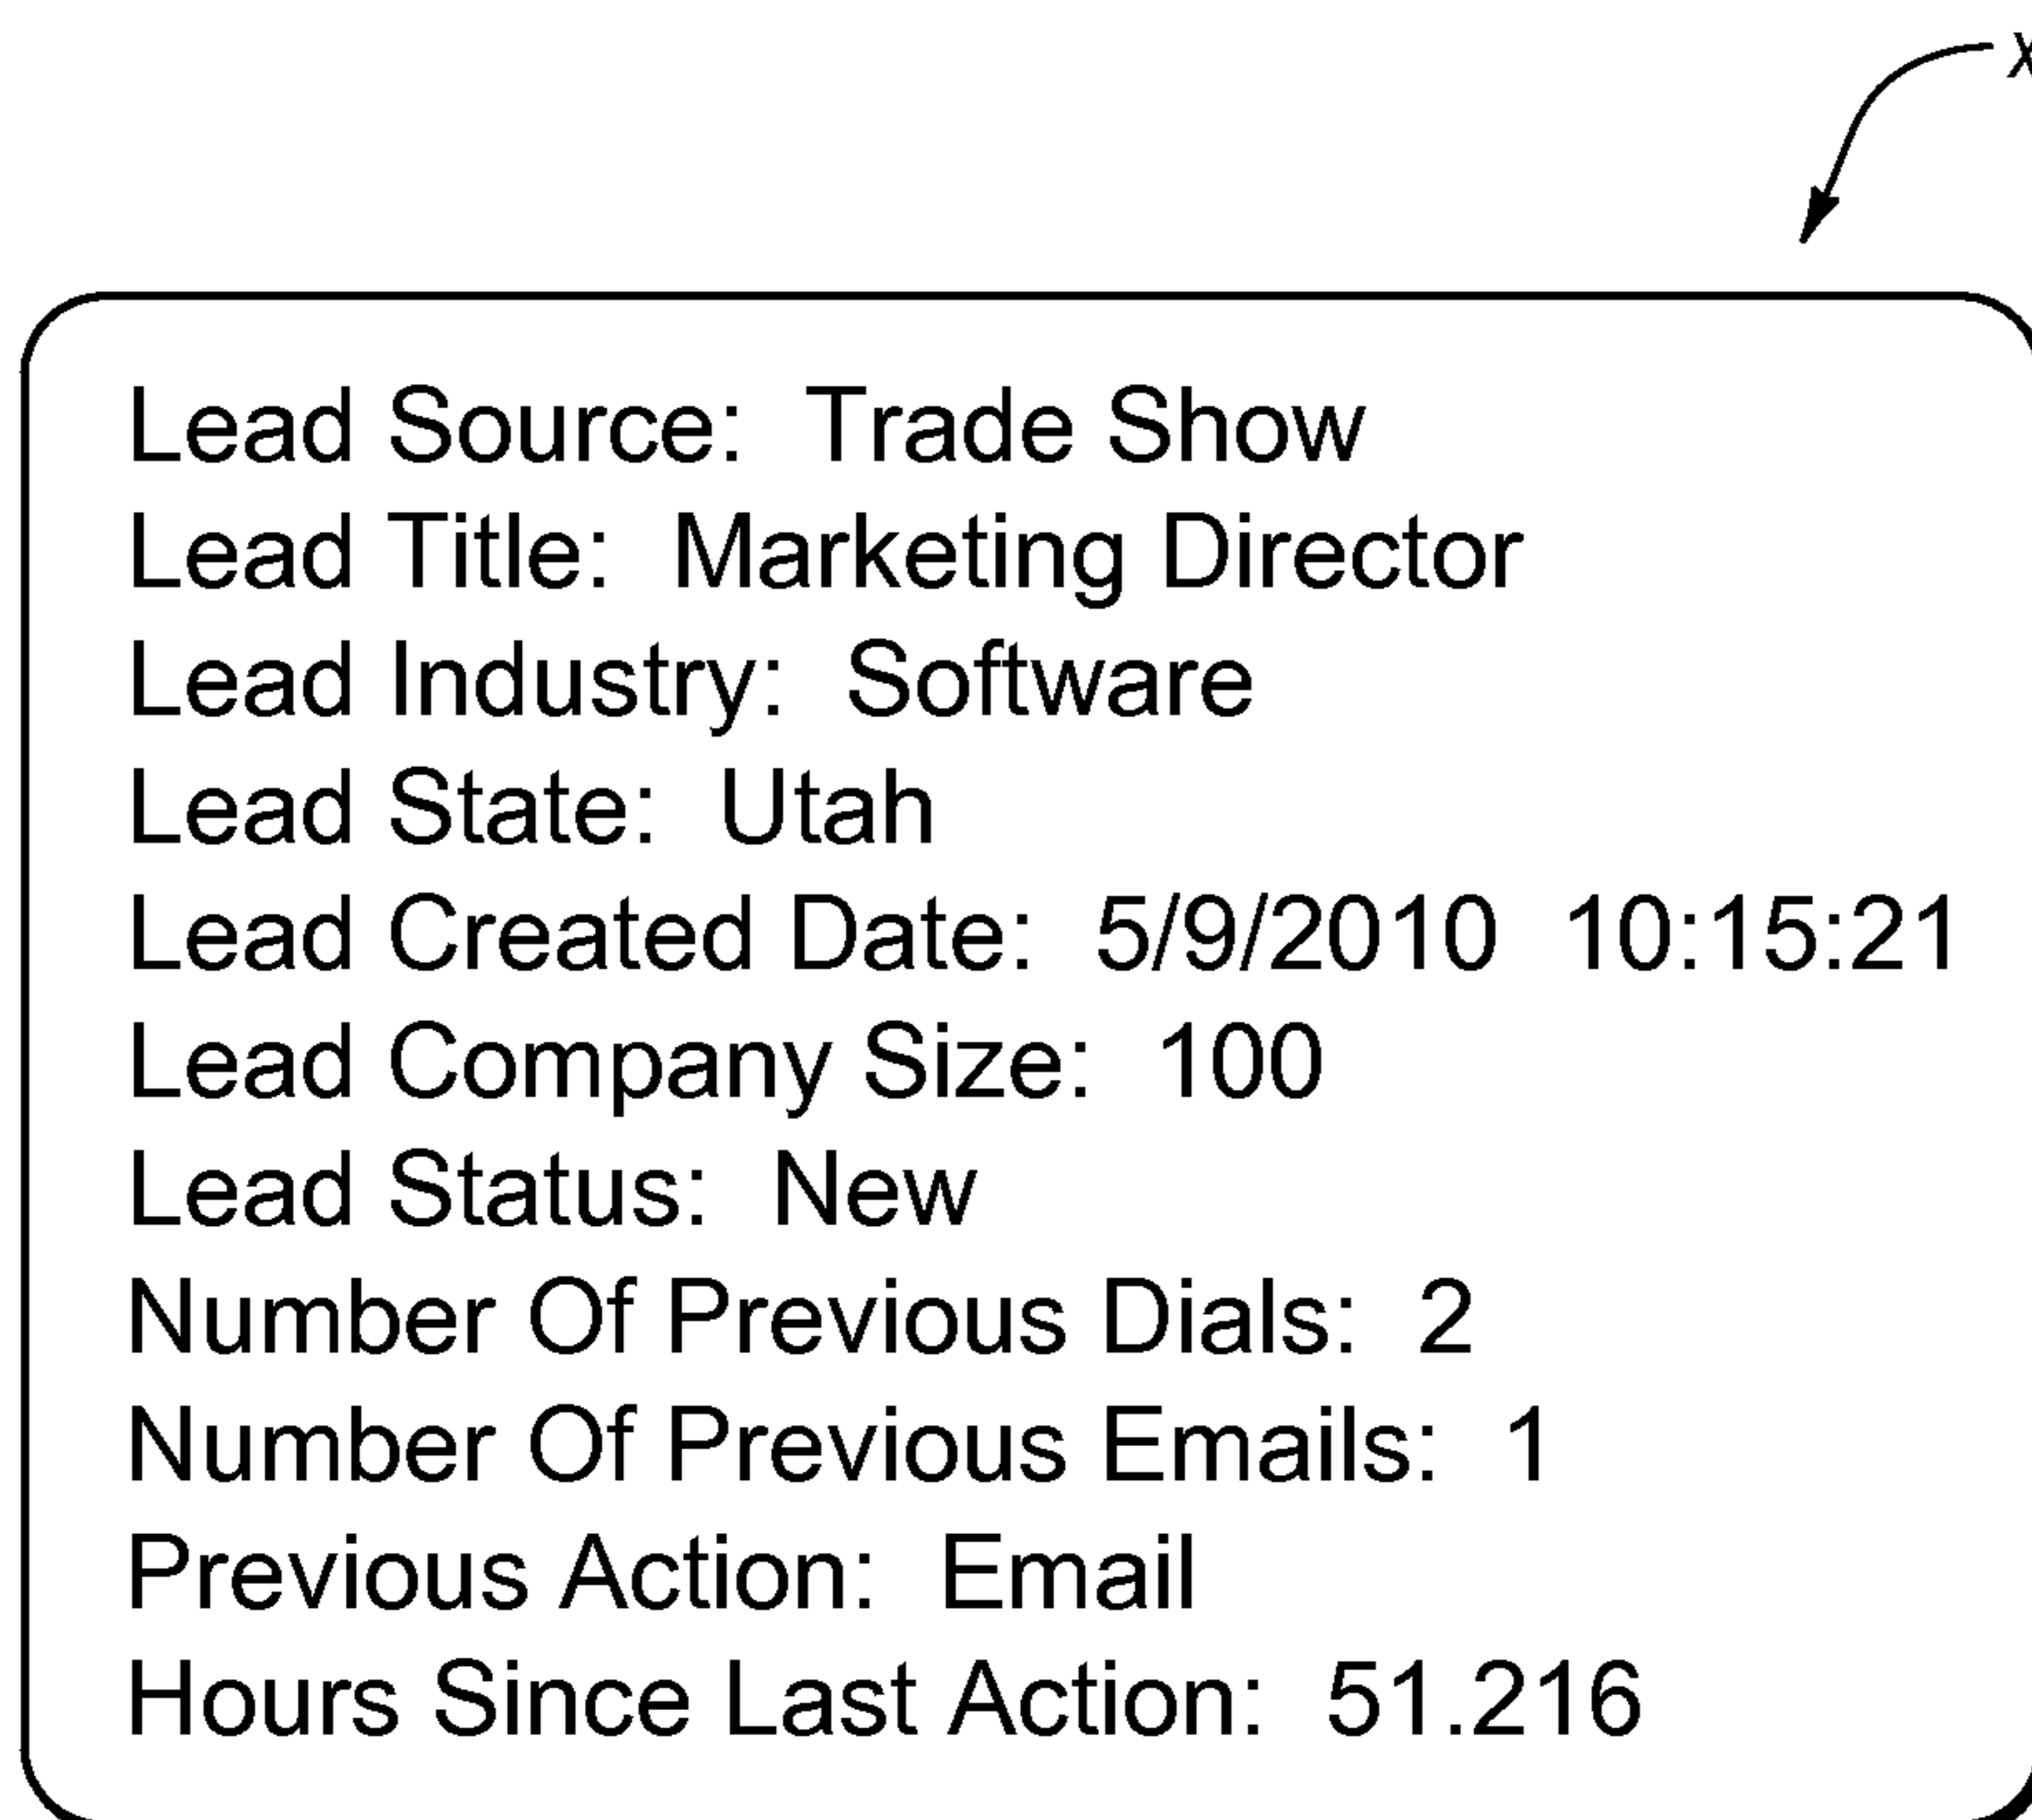 x
Lead Source: Trade Show
Lead Title: Marketing Director
Lead Industry: Software
Lead State: Utah
Lead Created Date: 5/9/2010 10:15:21
Lead Company Size: 100
Lead Status: New
Number Of Previous Dials: 2
Number Of Previous Emails: 1
Previous Action: Email
Hours Since Last Action: 51.216